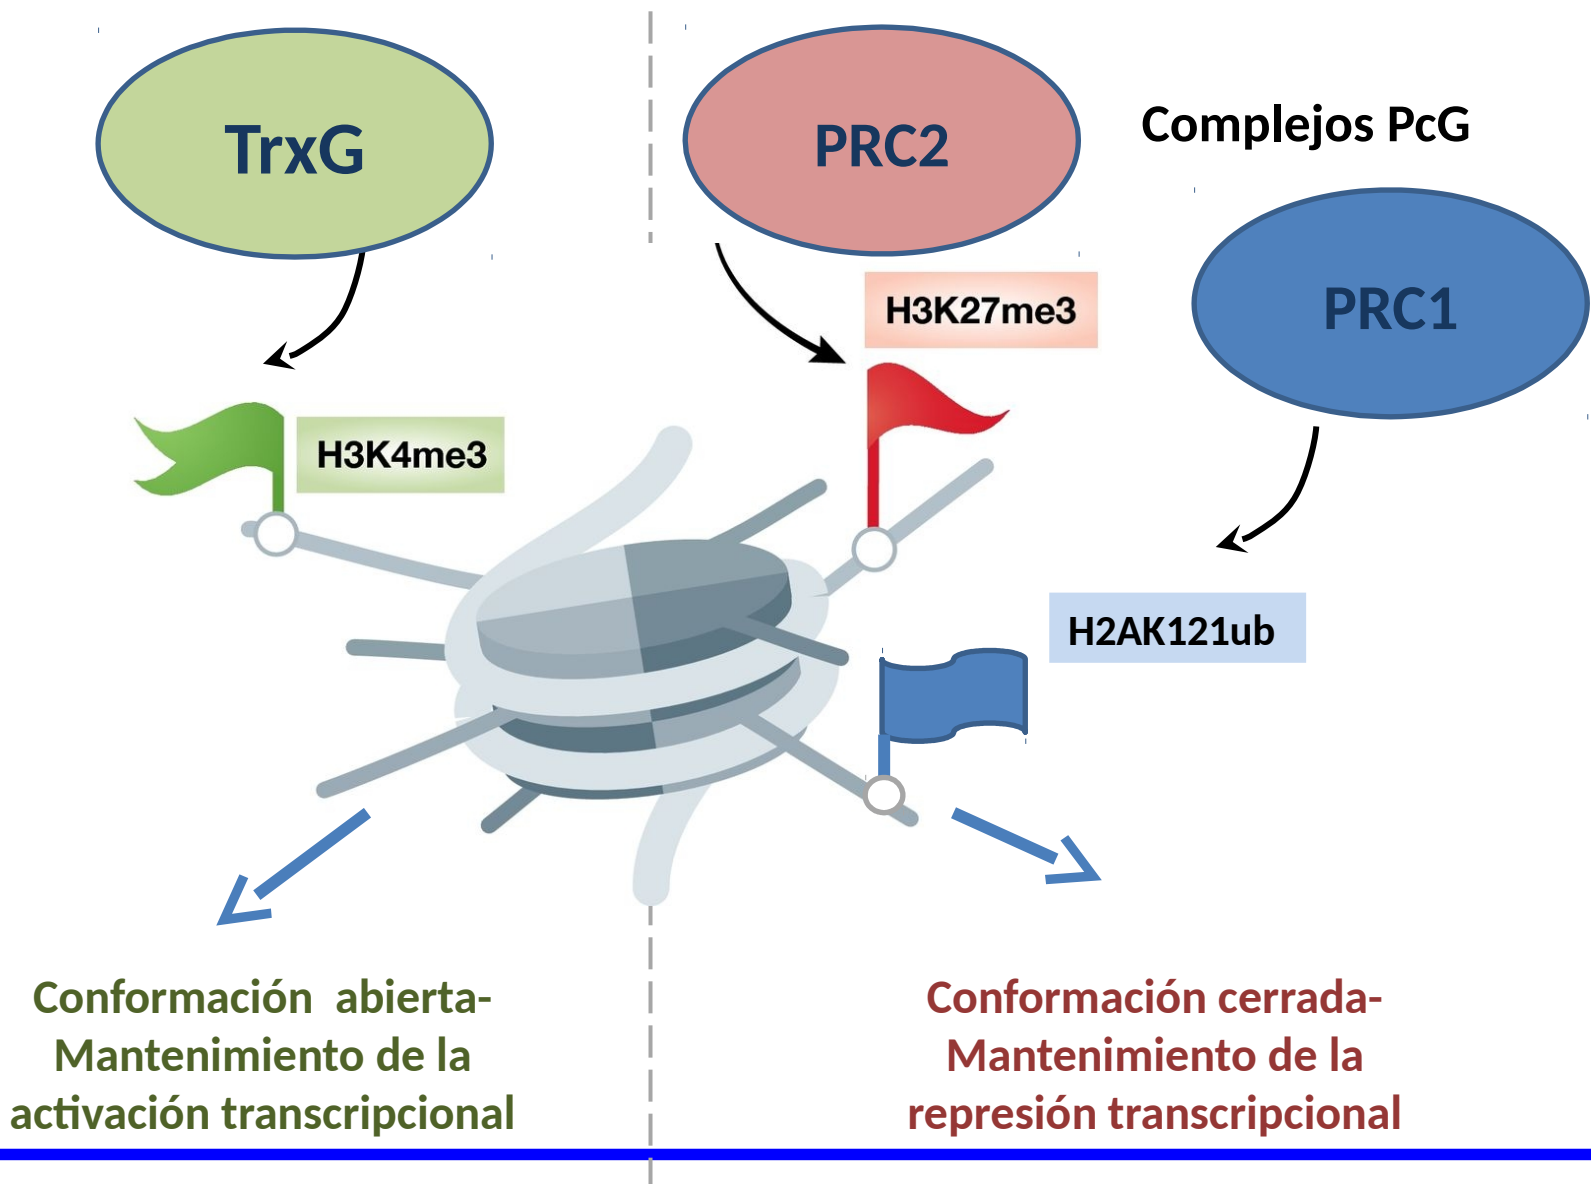 TrxG
PRC2
Complejos PcG
PRC1
H3K27me3
H3K4me3
H2AK121ub
Conformación  abierta-
Mantenimiento de la
activación transcripcional
Conformación cerrada-
Mantenimiento de la
represión transcripcional